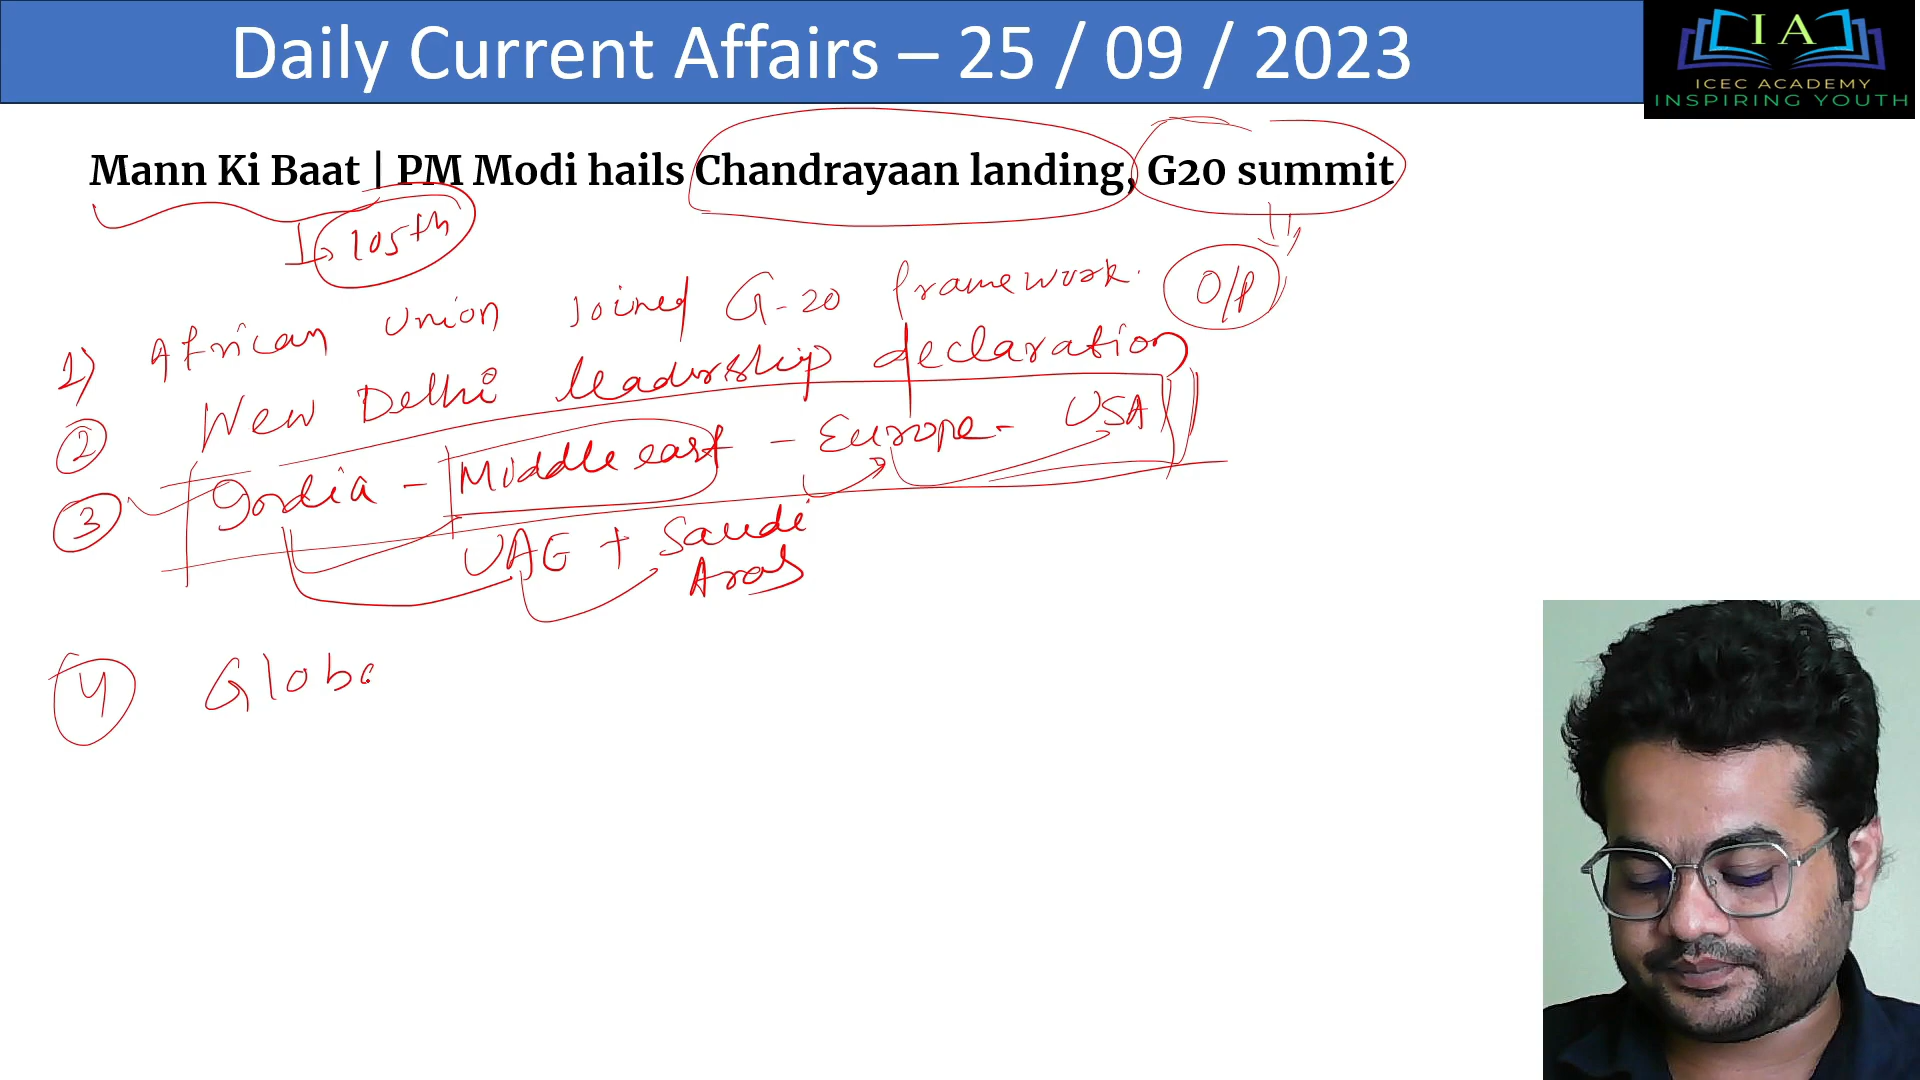 Daily Current Affairs – 25 / 09 / 2023
I A
ICEC ACADEMY
INSPIRING YOUTH
Mann Ki Baat | PM Modi hails Chandrayaan landing, G20 summit
105th
O/P
1) African Union Joined G-20 framework.
2 New Delhi leadership declaration
3 India - Middle east - Europe - USA
UAE + Saudi
Arab
4 Globa